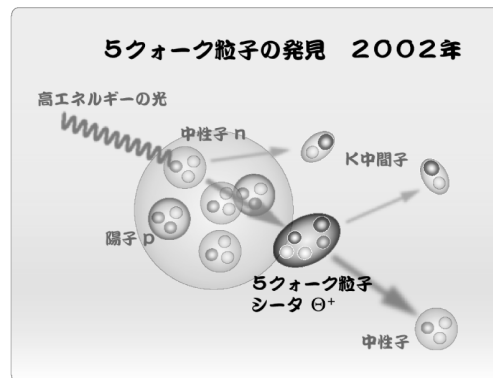 ５クォーク粒子の発見　２００２年
高エネルギーの光
中性子 n
K中間子
陽子 p
５クォーク粒子
シータ Θ⁺
中性子